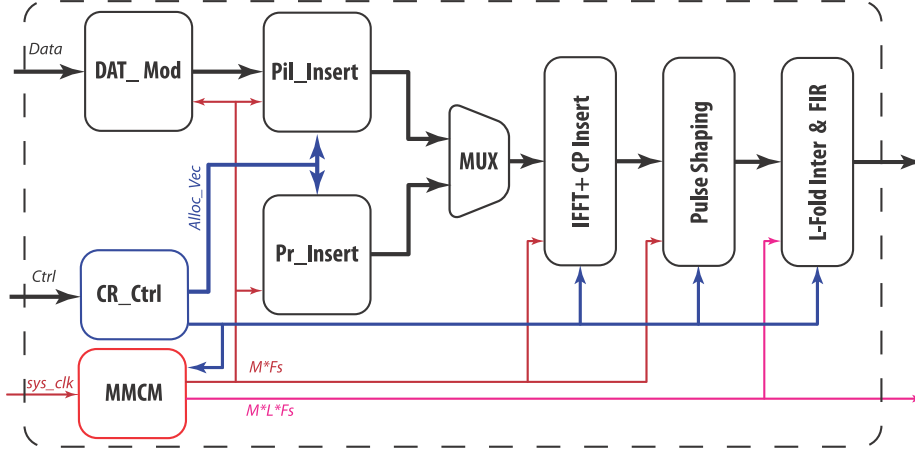 Data
DAT_ Mod
Pil_Insert
Alloc_Vec
MUX
IFFT+ CP Insert
Pulse Shaping
L-Fold Inter & FIR
Pr_Insert
Ctrl
CR_Ctrl
sys_clk
MMCM
M*Fs
M*L*Fs